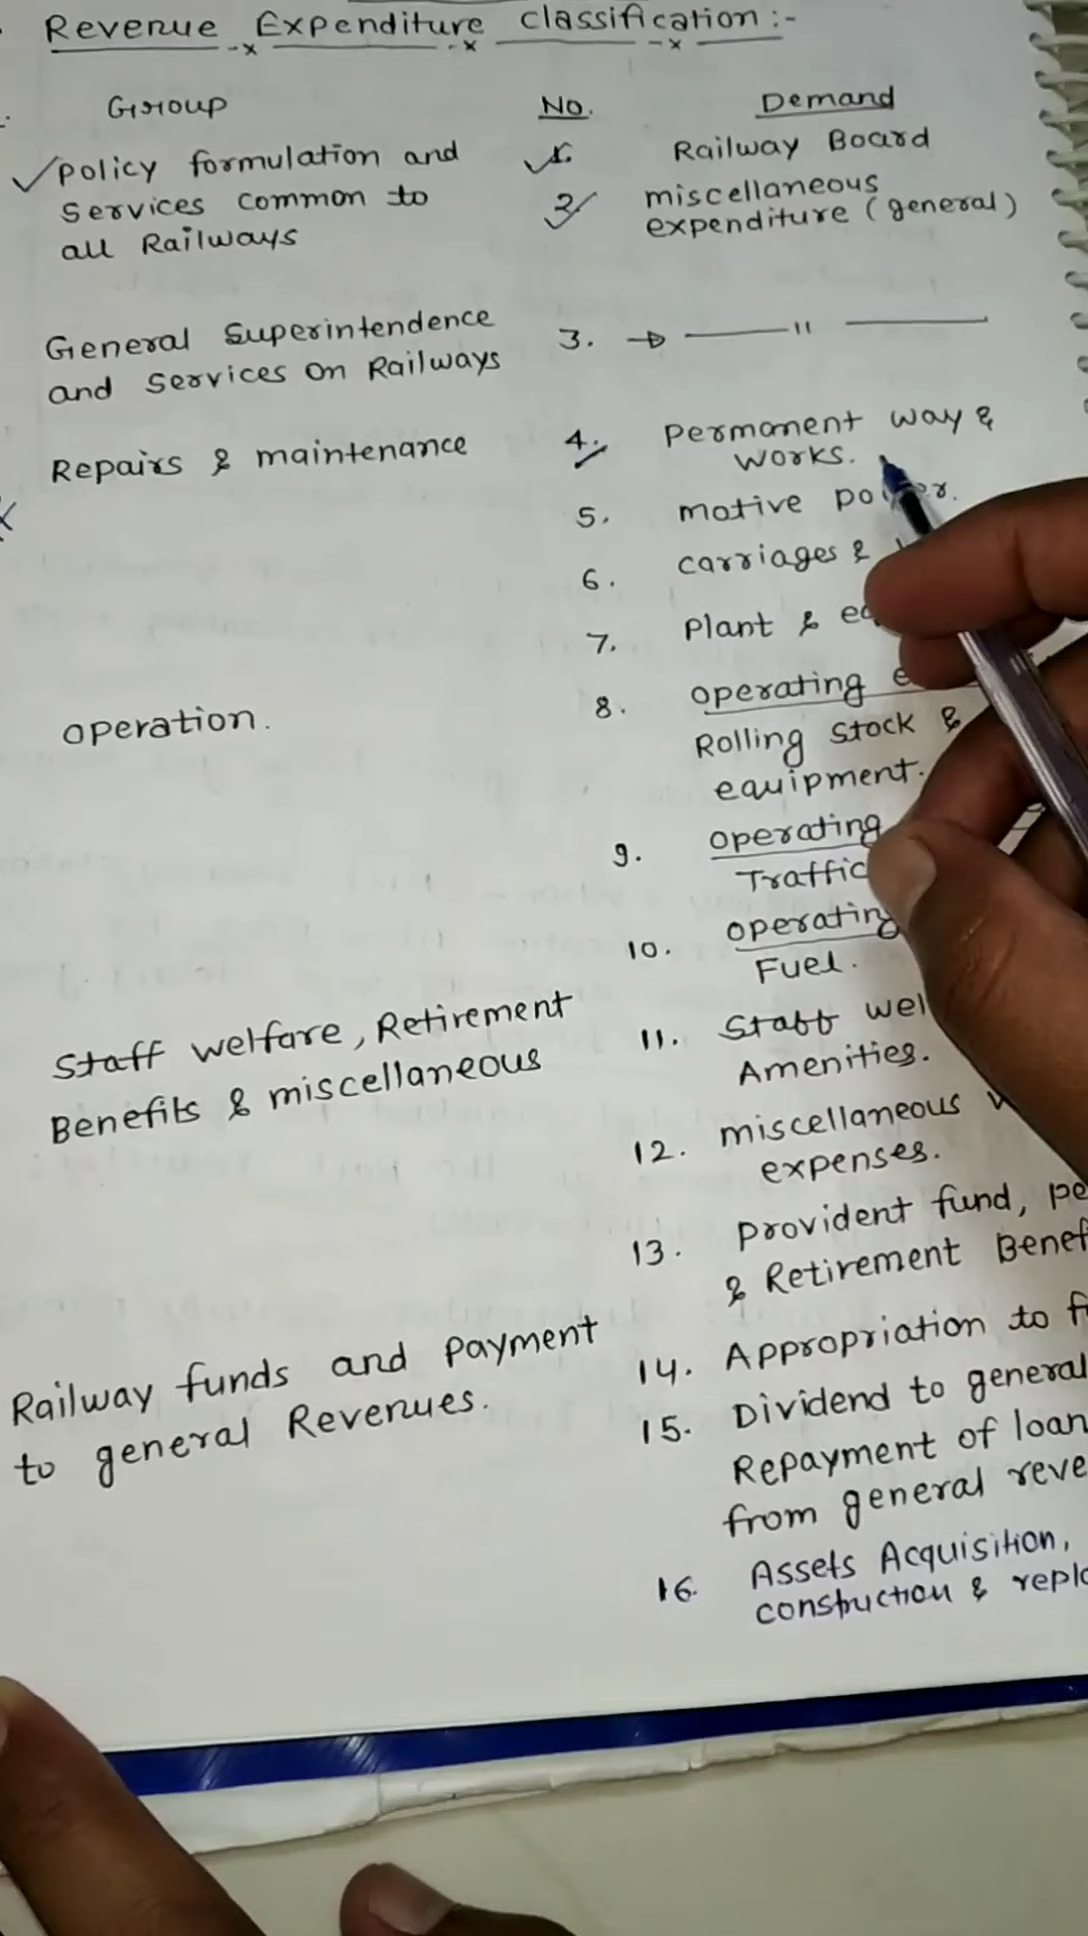 Revenue Expenditure Classification :-
Group No. Demand
Policy formulation and 1. Railway Board
Services common to 2 miscellaneous
all Railways expenditure (general)
General Superintendence 3. → —— " ——
and Services on Railways
Repairs & maintenance 4. Permanent way &
works.
5. motive power.
6. carriages &
7. Plant &
operation. 8. operating
Rolling stock &
equipment.
9. operating
Traffic
10. operating
Fuel.
Staff welfare, Retirement 11. Staff
Benefits & miscellaneous Amenities.
12. miscellaneous
expenses.
13. provident fund,
& Retirement
Railway funds and payment 14. Appropriation to
to general Revenues. 15. Dividend to general
Repayment of
from general
16. Assets Acquisition,
construction &